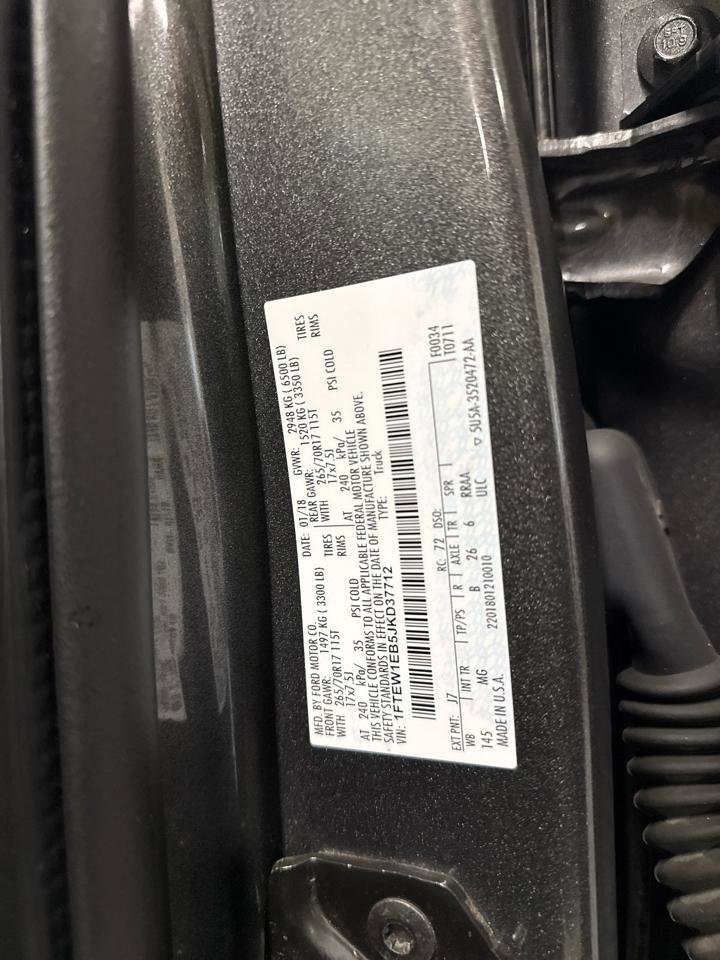 MFD. BY FORD MOTOR CO.
DATE: 01/18
GVWR: 2948 KG ( 6500 LB)
FRONT GAWR: 1497 KG ( 3300 LB)
REAR GAWR: 1520 KG ( 3350 LB)
WITH 265/70R17 115T TIRES
WITH 265/70R17 115T TIRES
17x7.5J RIMS
17x7.5J RIMS
AT 240 kPa/ 35 PSI COLD
AT 240 kPa/ 35 PSI COLD
THIS VEHICLE CONFORMS TO ALL APPLICABLE FEDERAL MOTOR VEHICLE
SAFETY STANDARDS IN EFFECT ON THE DATE OF MANUFACTURE SHOWN ABOVE.
VIN: 1FTEW1EB5JKD37712
TYPE: Truck
F0034
T0711
EXT PNT: J7 RC: 72 DSO:
WB INT TR TP/PS R AXLE TR SPR
145 MG B 26 6 RRAA
2201801210010 ULC
MADE IN U.S.A. ▽ 5U5A-3520472-AA
10.9